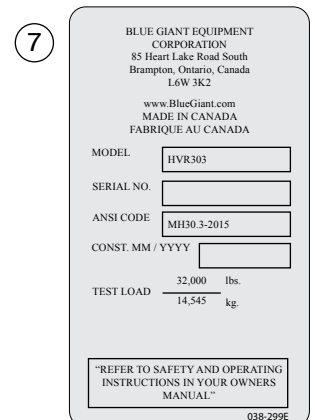 7
BLUE GIANT EQUIPMENT
CORPORATION
85 Heart Lake Road South
Brampton, Ontario, Canada
L6W 3K2
www.BlueGiant.com
MADE IN CANADA
FABRIQUE AU CANADA
MODEL HVR303
SERIAL NO.
ANSI CODE MH30.3-2015
CONST. MM / YYYY
32,000 lbs.
TEST LOAD
14,545 kg.
“REFER TO SAFETY AND OPERATING
INSTRUCTIONS IN YOUR OWNERS
MANUAL”
038-299E